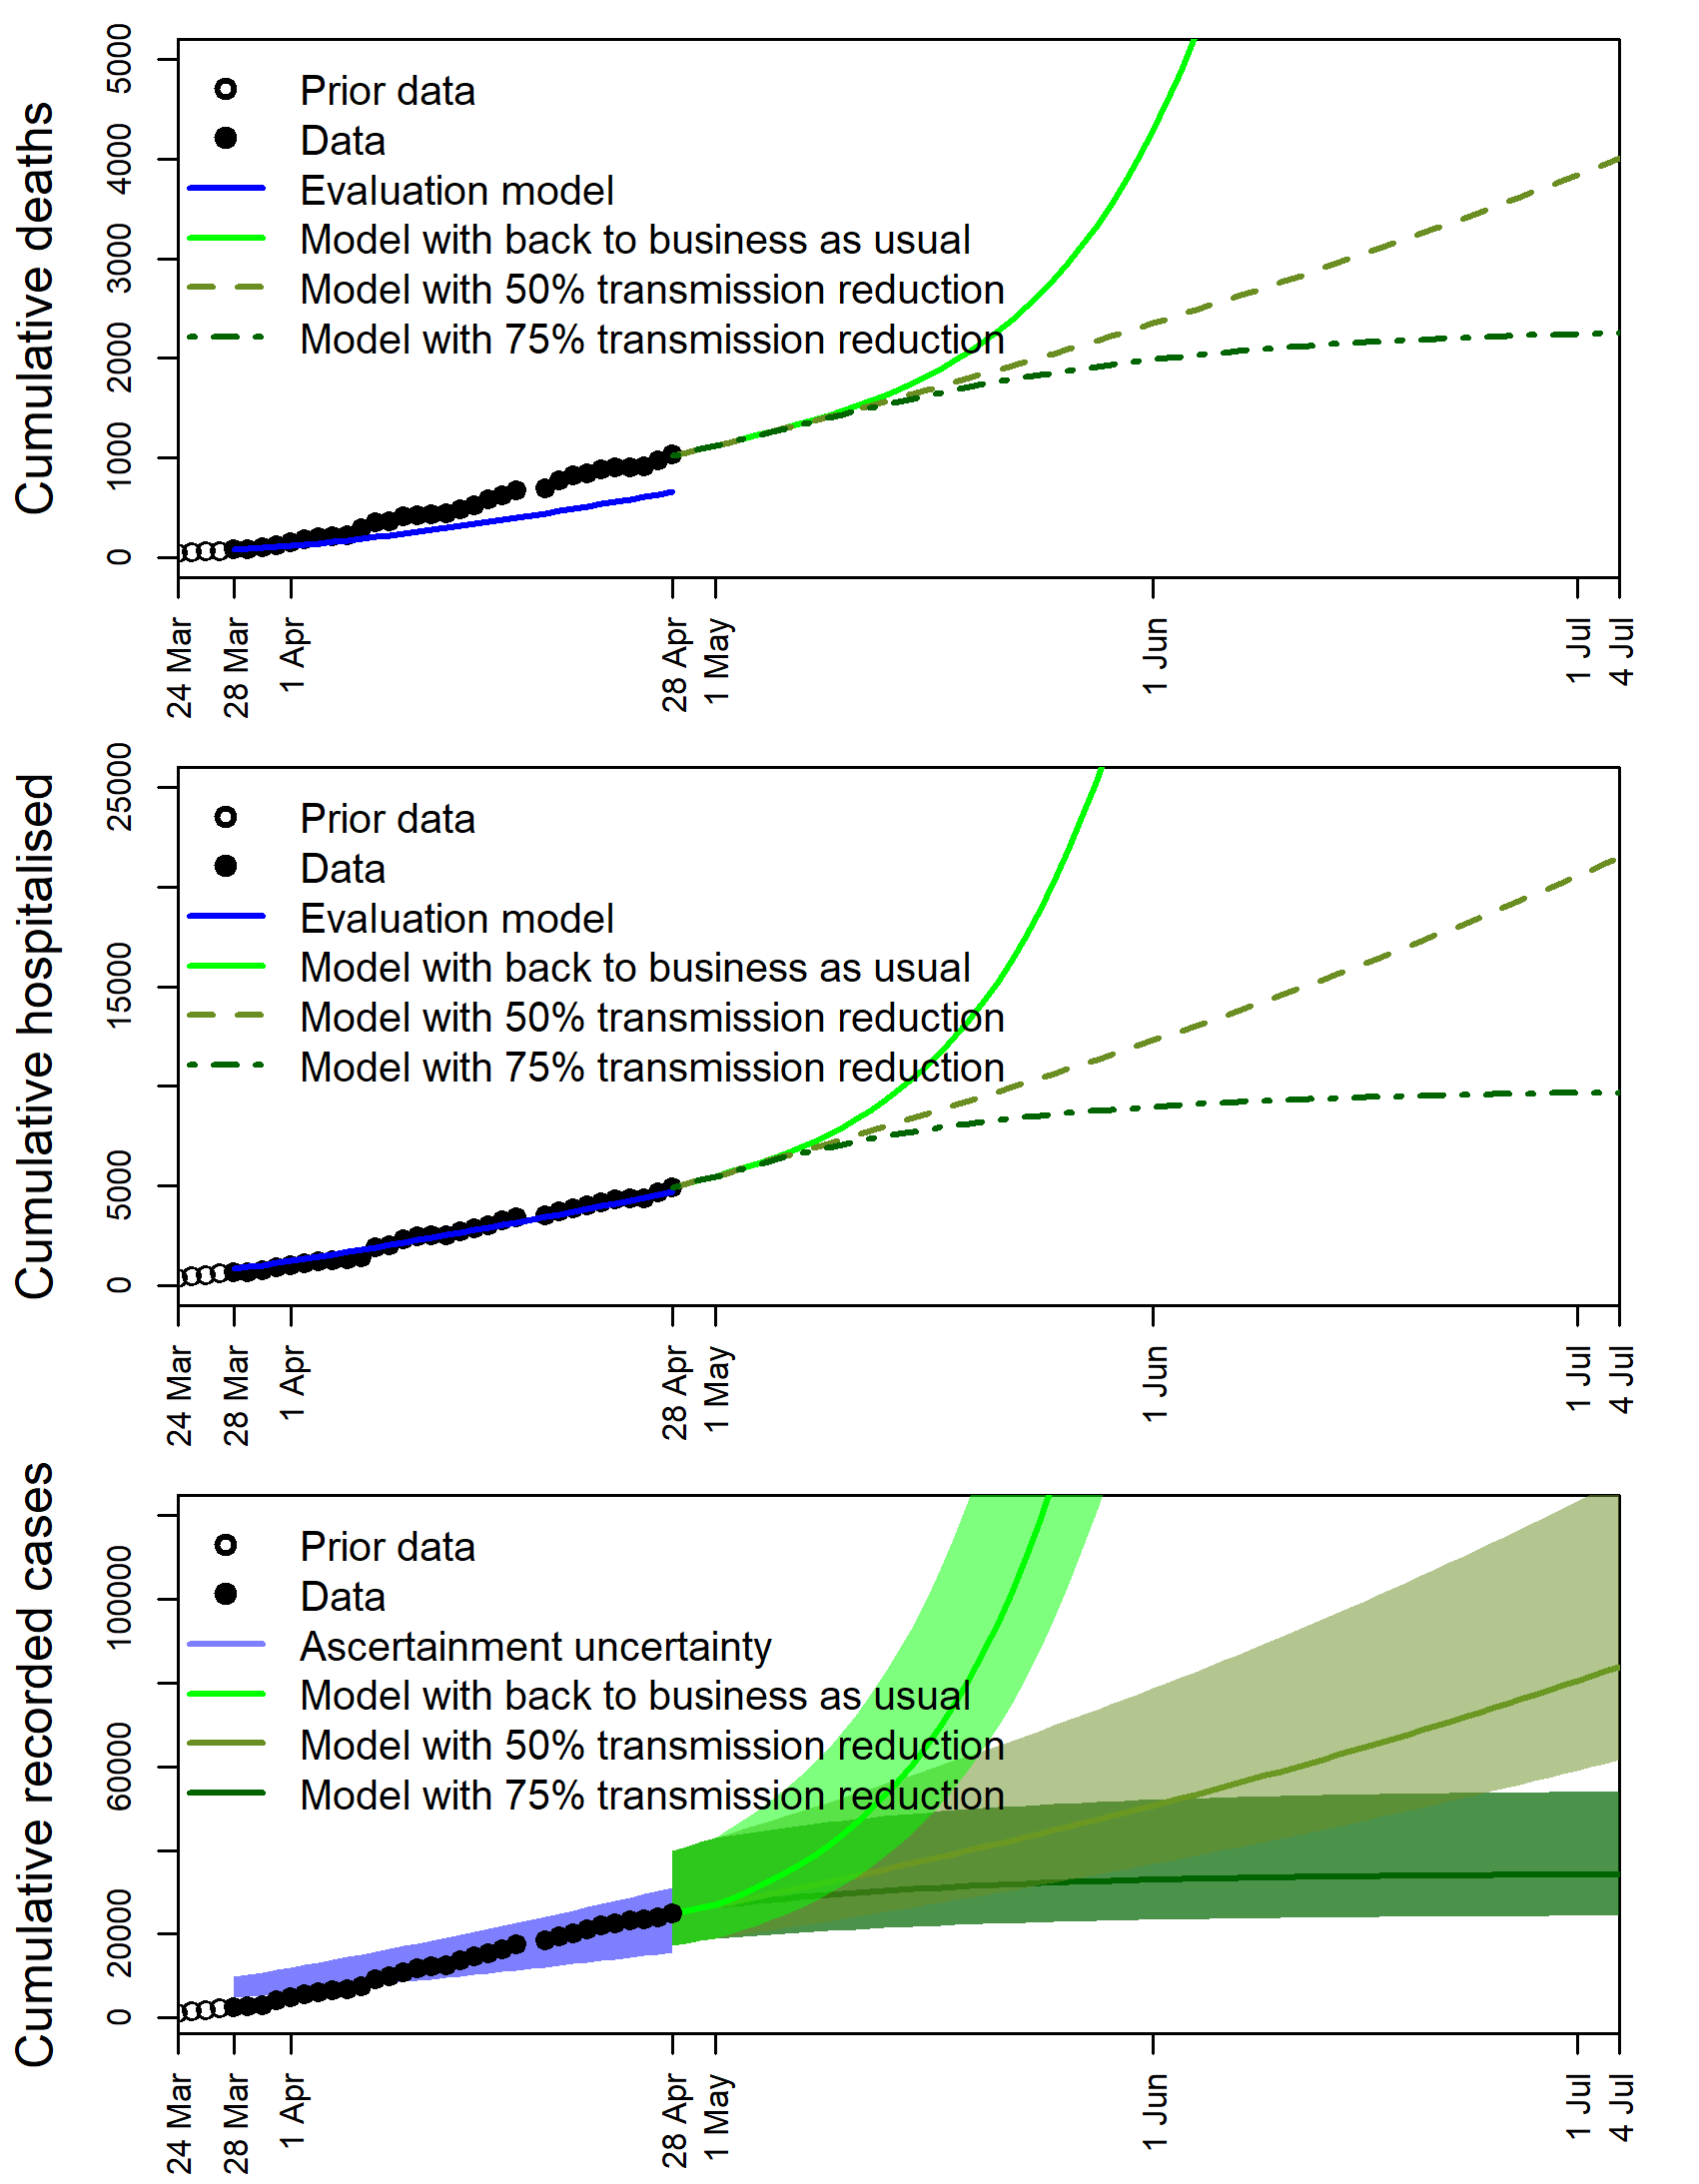 Cumulative deaths
5000
4000
3000
2000
1000
0
Prior data
Data
Evaluation model
Model with back to business as usual
Model with 50% transmission reduction
Model with 75% transmission reduction
24 Mar
28 Mar
1 Apr
28 Apr
1 May
1 Jun
1 Jul
4 Jul
Cumulative hospitalised
25000
15000
5000
0
Prior data
Data
Evaluation model
Model with back to business as usual
Model with 50% transmission reduction
Model with 75% transmission reduction
24 Mar
28 Mar
1 Apr
28 Apr
1 May
1 Jun
1 Jul
4 Jul
Cumulative recorded cases
100000
60000
20000
0
Prior data
Data
Ascertainment uncertainty
Model with back to business as usual
Model with 50% transmission reduction
Model with 75% transmission reduction
24 Mar
28 Mar
1 Apr
28 Apr
1 May
1 Jun
1 Jul
4 Jul